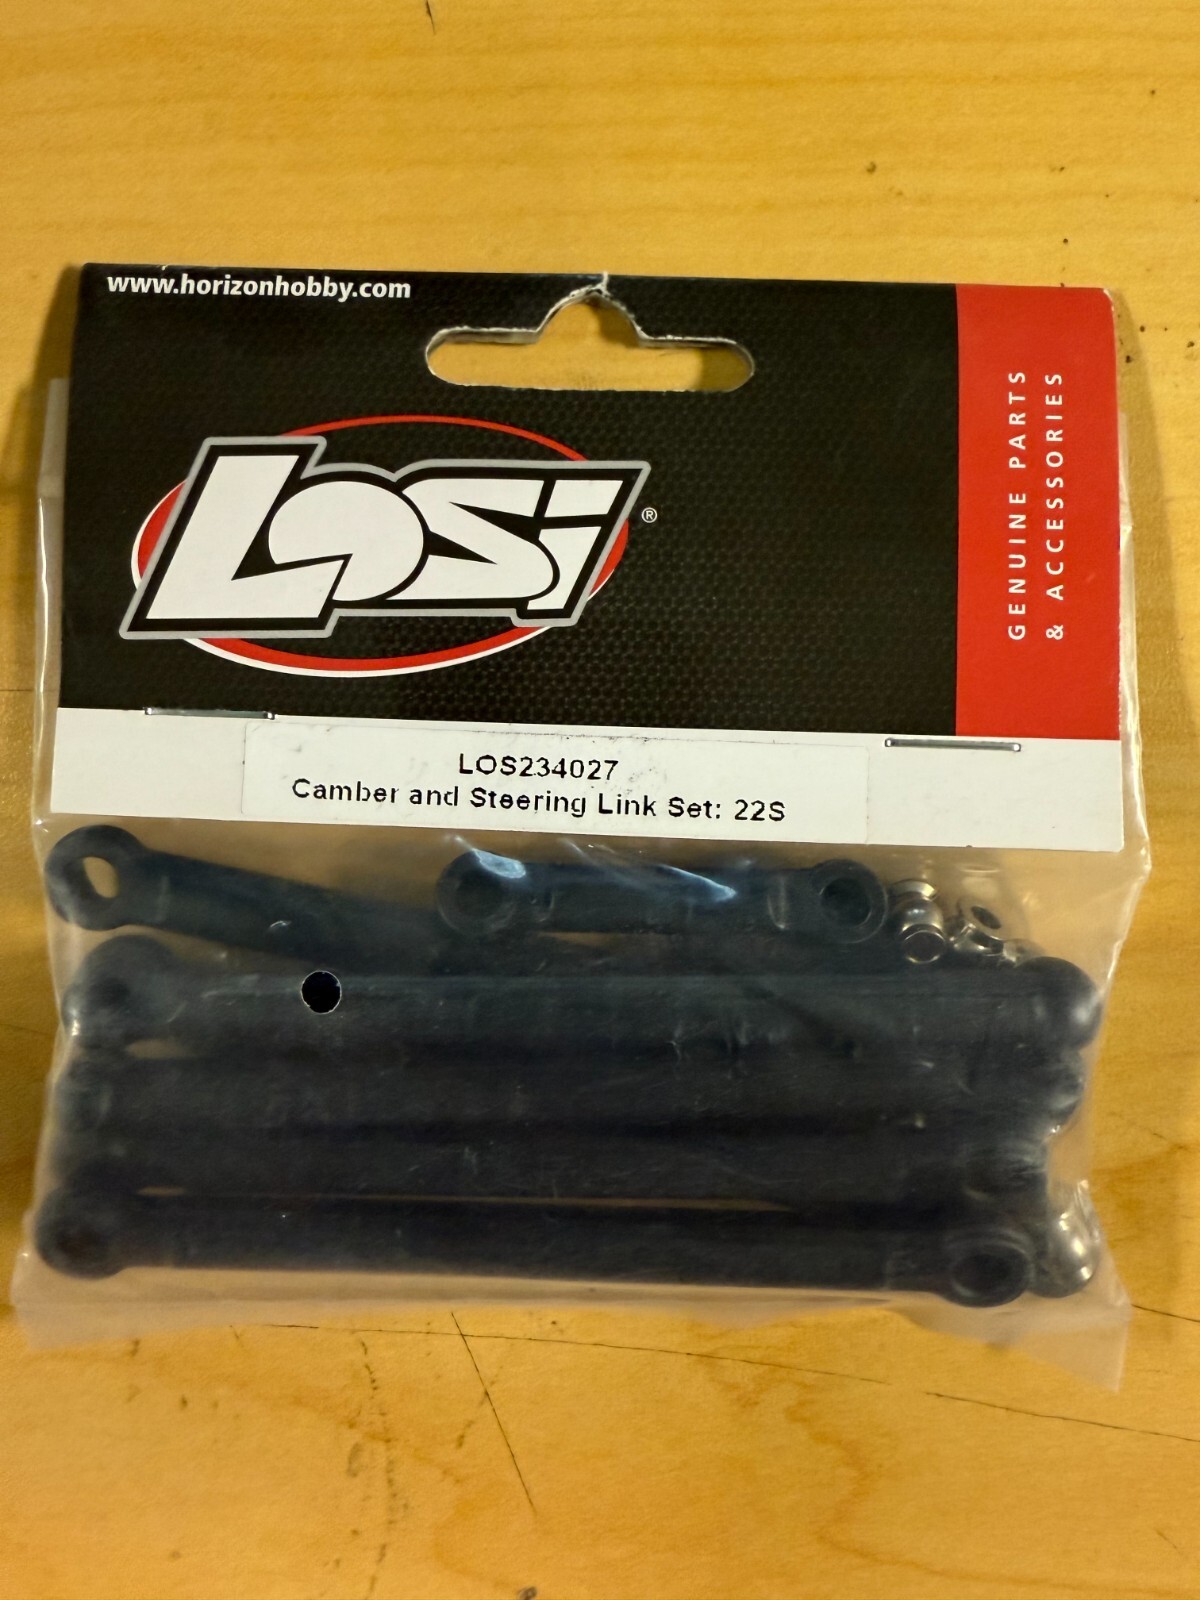 www.horizonhobby.com
LOSi
®
GENUINE PARTS
& ACCESSORIES
LOS234027
Camber and Steering Link Set: 22S